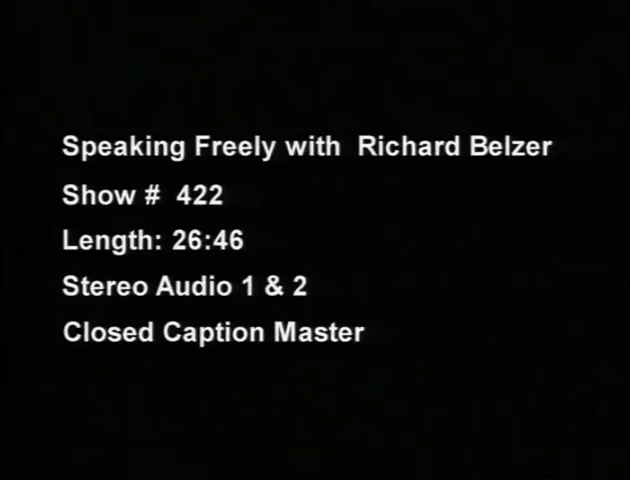 Speaking Freely with  Richard Belzer
Show #  422
Length: 26:46
Stereo Audio 1 & 2
Closed Caption Master